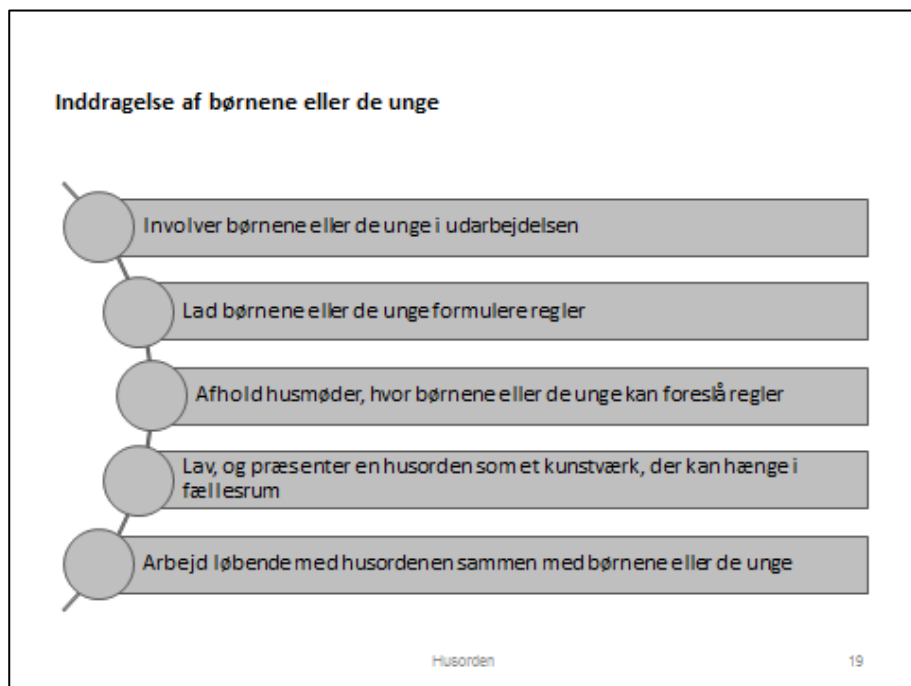 Inddragelse af børnene eller de unge
Involver børnene eller de unge i udarbejdelsen
Lad børnene eller de unge formulere regler
Afhold husmøder, hvor børnene eller de unge kan foreslå regler
Lav, og præsenter en husorden som et kunstværk, der kan hænge i
fællesrum
Arbejd løbende med husordenen sammen med børnene eller de unge
Husorden 19